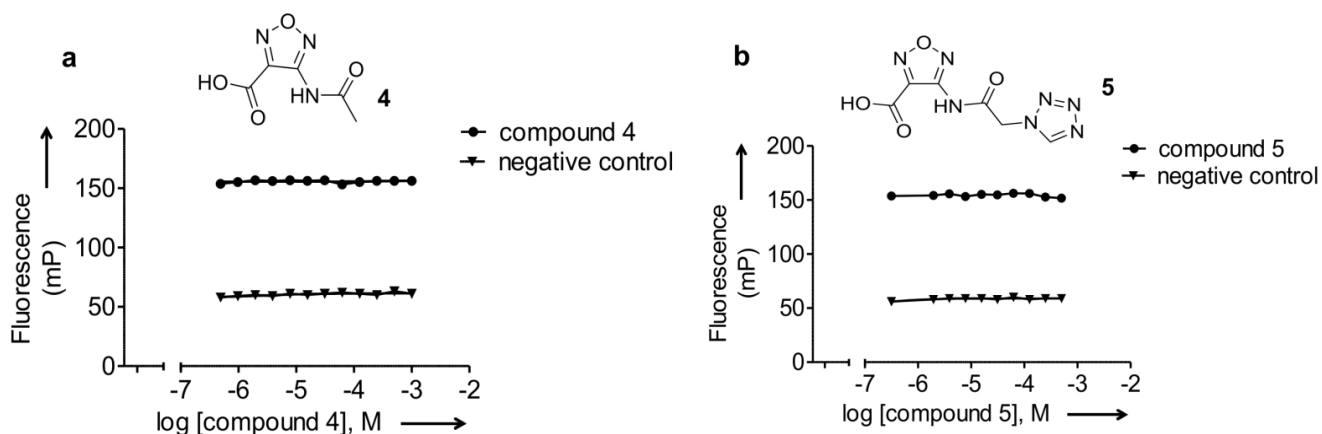 a
O
N
N
HO
O
O
HN
4
200
150
100
50
0
Fluorescence
(mP)
compound 4
negative control
-7
-6
-5
-4
-3
-2
log [compound 4], M
b
O
N
N
HO
O
O
HN
N
N
N
N
5
200
150
100
50
0
Fluorescence
(mP)
compound 5
negative control
-7
-6
-5
-4
-3
-2
log [compound 5], M